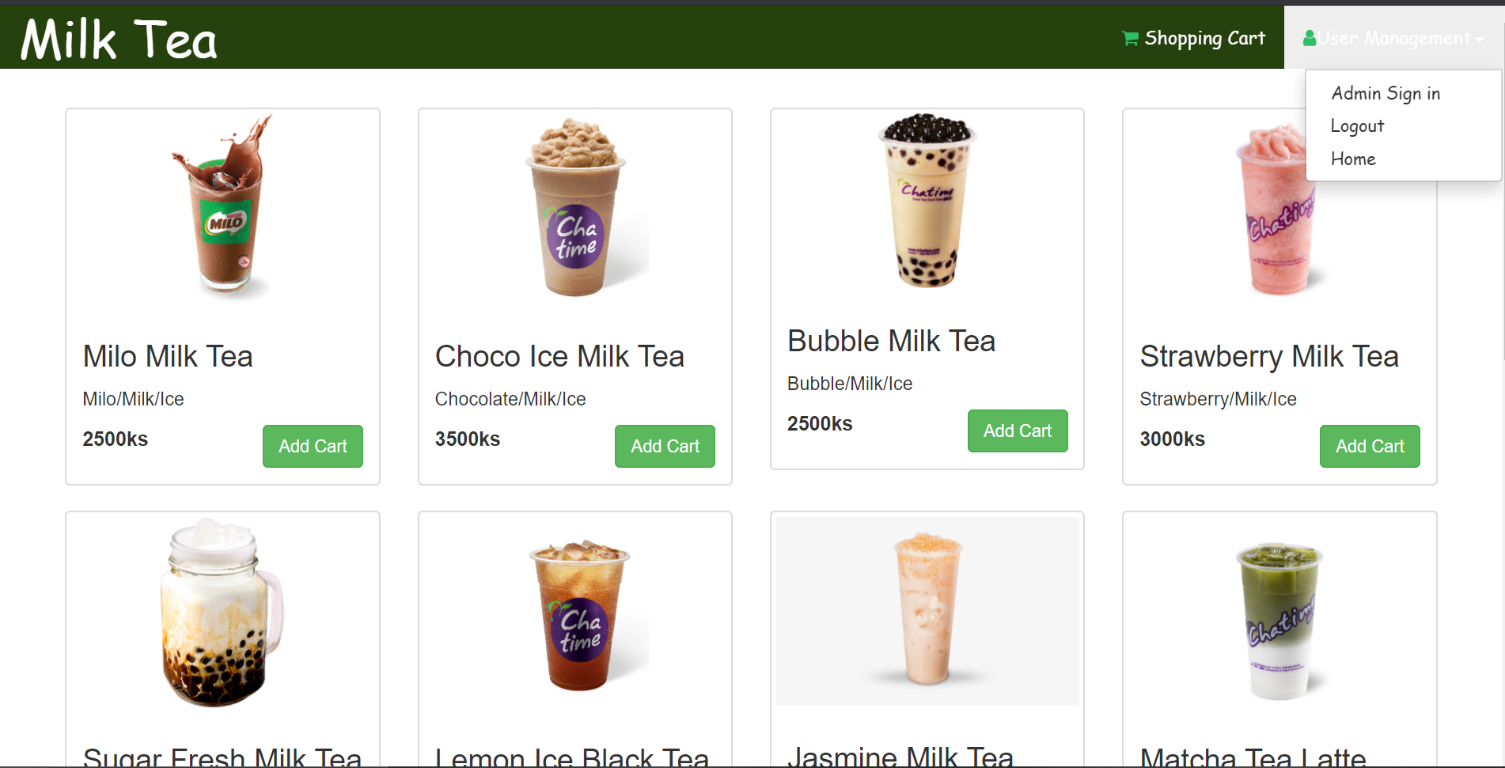 Milk Tea
Shopping Cart
User Management
Admin Sign in
Logout
Home
MILO
Cha
time
Chatime
Chatime
Milo Milk Tea
Choco Ice Milk Tea
Bubble Milk Tea
Strawberry Milk Tea
Milo/Milk/Ice
Chocolate/Milk/Ice
Bubble/Milk/Ice
Strawberry/Milk/Ice
2500ks
Add Cart
3500ks
Add Cart
2500ks
Add Cart
3000ks
Add Cart
Cha
time
Chatime
Sugar Fresh Milk Tea
Lemon Ice Black Tea
Jasmine Milk Tea
Matcha Tea Latte